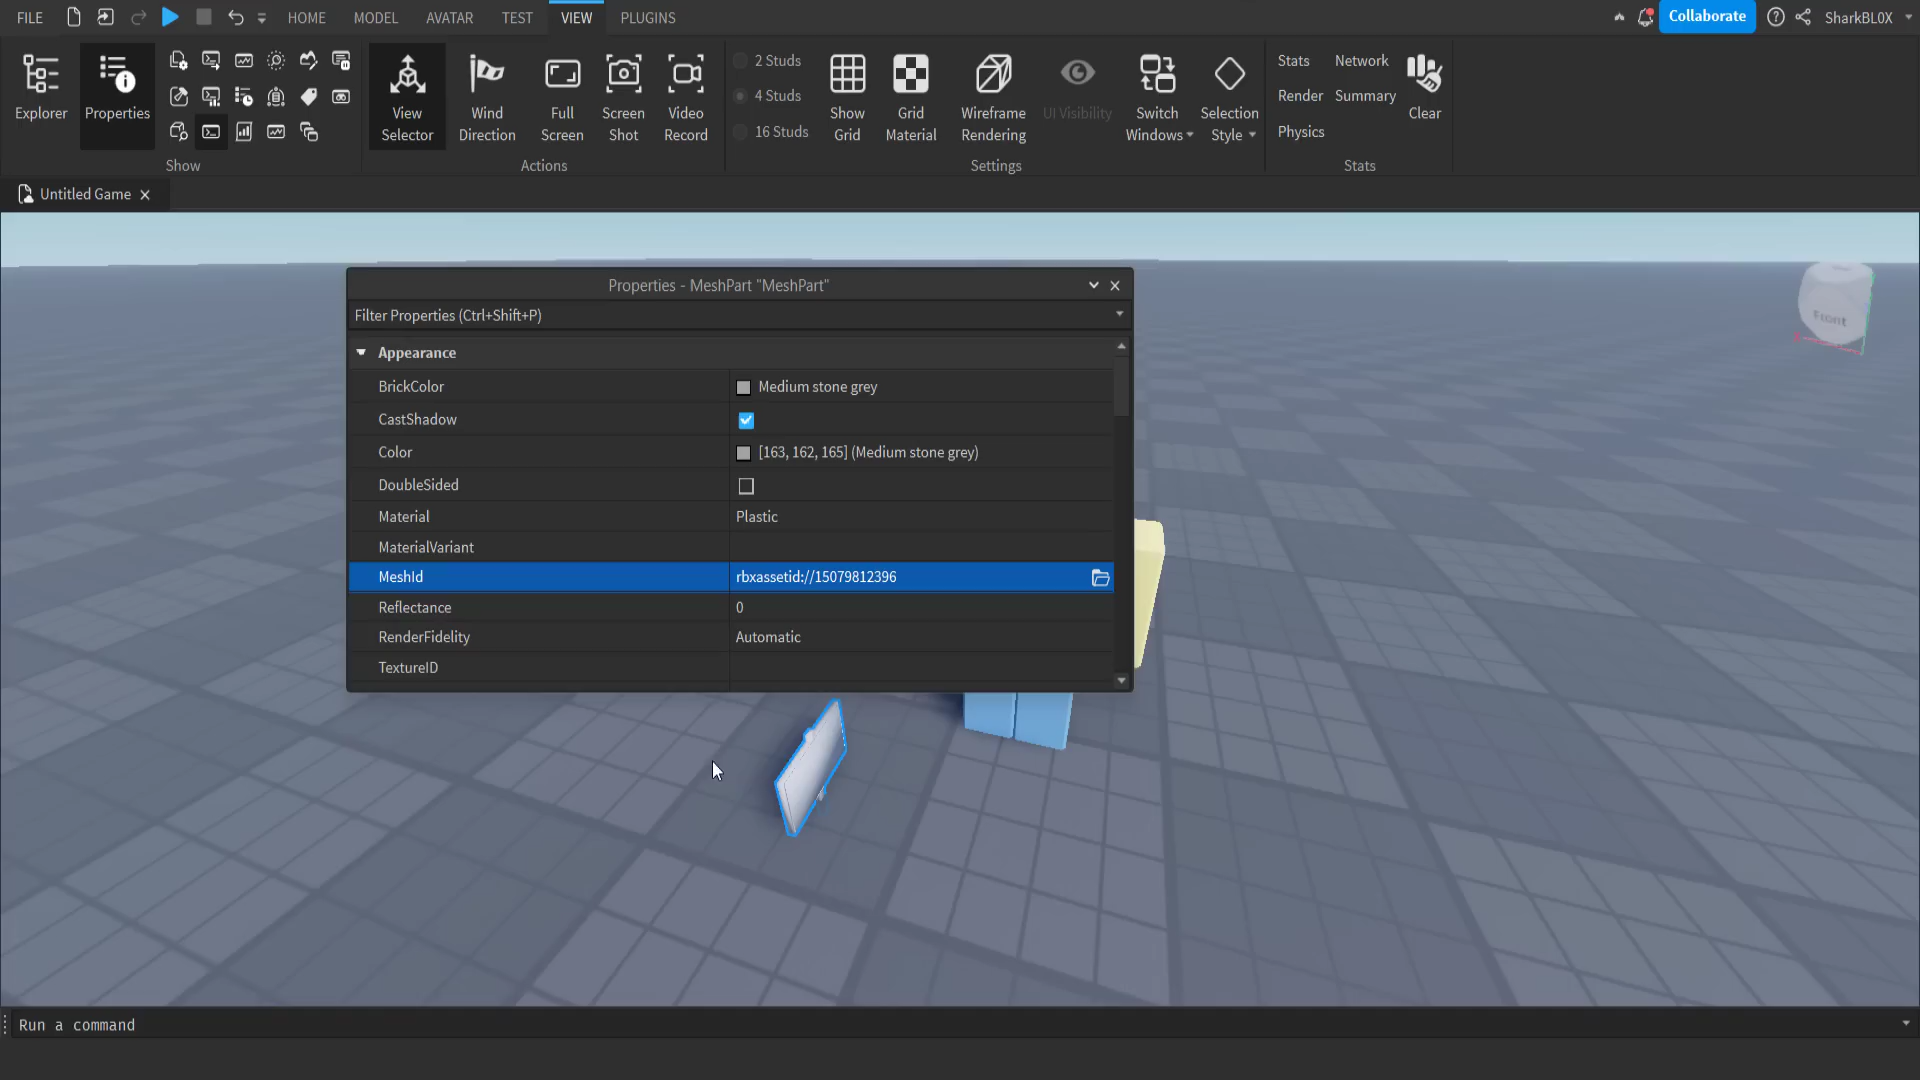 FILE HOME MODEL AVATAR TEST VIEW PLUGINS Collaborate SharkBL0X
Explorer
Properties
Show
View
Selector
Wind
Direction
Full
Screen
Screen
Shot
Video
Record
Actions
2 Studs
4 Studs
16 Studs
Show
Grid
Grid
Material
Wireframe
Rendering
UI Visibility
Switch
Windows
Selection
Style
Settings
Stats Network
Render Summary
Physics
Clear
Stats
Untitled Game
Front
Properties - MeshPart "MeshPart"
Filter Properties (Ctrl+Shift+P)
Appearance
BrickColor Medium stone grey
CastShadow
Color [163, 162, 165] (Medium stone grey)
DoubleSided
Material Plastic
MaterialVariant
MeshId rbxassetid://15079812396
Reflectance 0
RenderFidelity Automatic
TextureID
Run a command